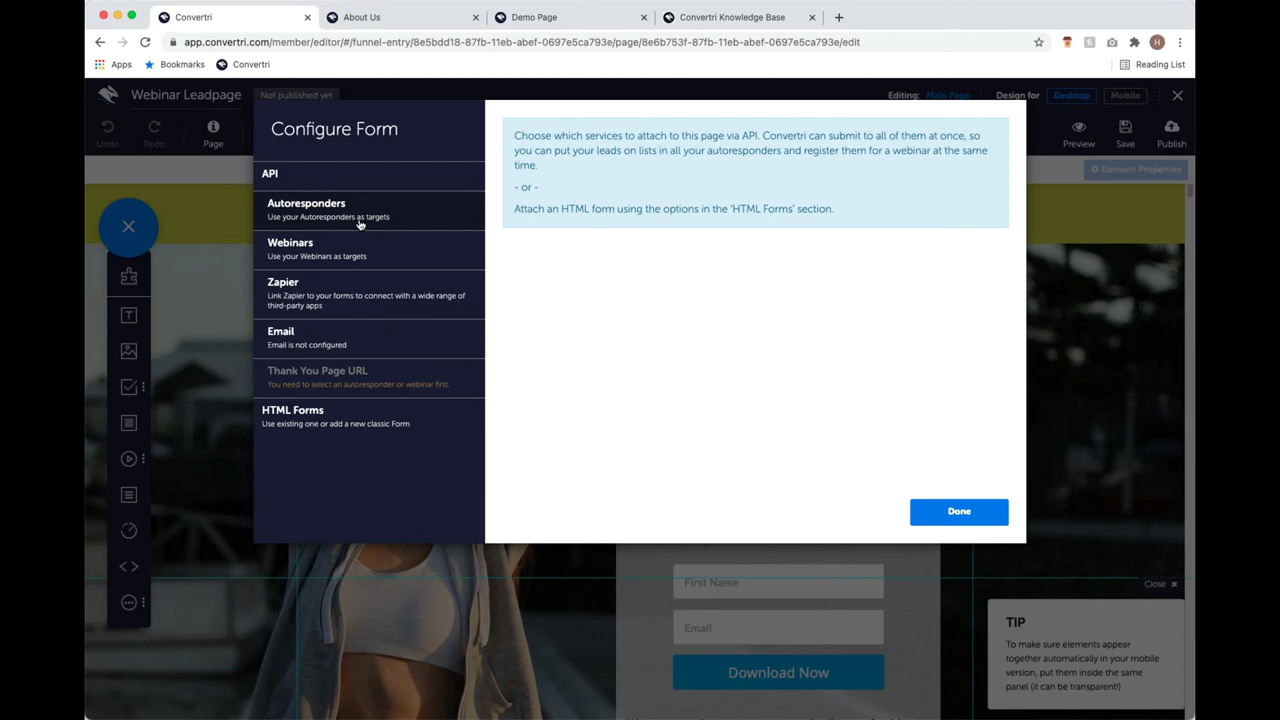 Convertri
About Us
Demo Page
Convertri Knowledge Base
app.convertri.com/member/editor/#/funnel-entry/8e5bdd18-87fb-11eb-abef-0697e5ca793e/page/8e6b753f-87fb-11eb-abef-0697e5ca793e/edit
H
Apps
Bookmarks
Convertri
Reading List
Webinar Leadpage
Not published yet
Editing: Main Page
Design for
Desktop
Mobile
Undo
Redo
Page
Preview
Save
Publish
Element Properties
Configure Form
API
Autoresponders
Use your Autoresponders as targets
Webinars
Use your Webinars as targets
Zapier
Link Zapier to your forms to connect with a wide range of
third-party apps
Email
Email is not configured
Thank You Page URL
You need to select an autoresponder or webinar first.
HTML Forms
Use existing one or add a new classic Form
Choose which services to attach to this page via API. Convertri can submit to all of them at once, so
you can put your leads on lists in all your autoresponders and register them for a webinar at the same
time.
- or -
Attach an HTML form using the options in the 'HTML Forms' section.
Done
First Name
Email
Download Now
Close
TIP
To make sure elements appear
together automatically in your mobile
version, put them inside the same
panel (it can be transparent!)